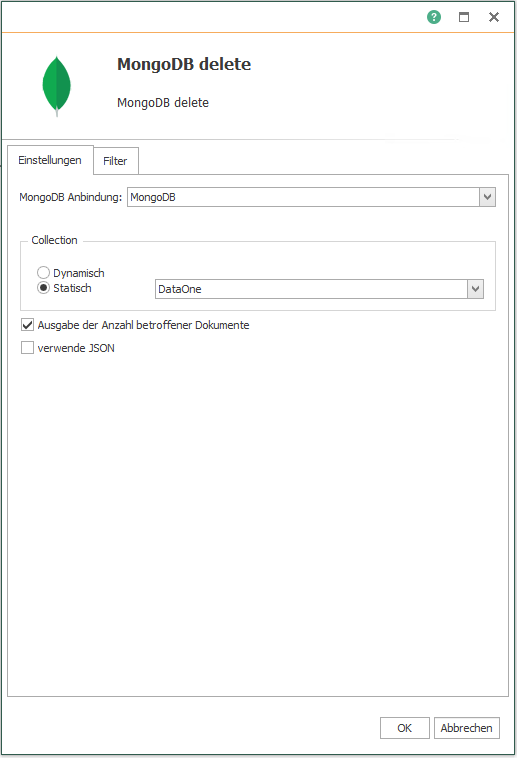 ?
MongoDB delete
MongoDB delete
Einstellungen
Filter
MongoDB Anbindung: MongoDB
Collection
Dynamisch
Statisch DataOne
Ausgabe der Anzahl betroffener Dokumente
verwende JSON
OK Abbrechen